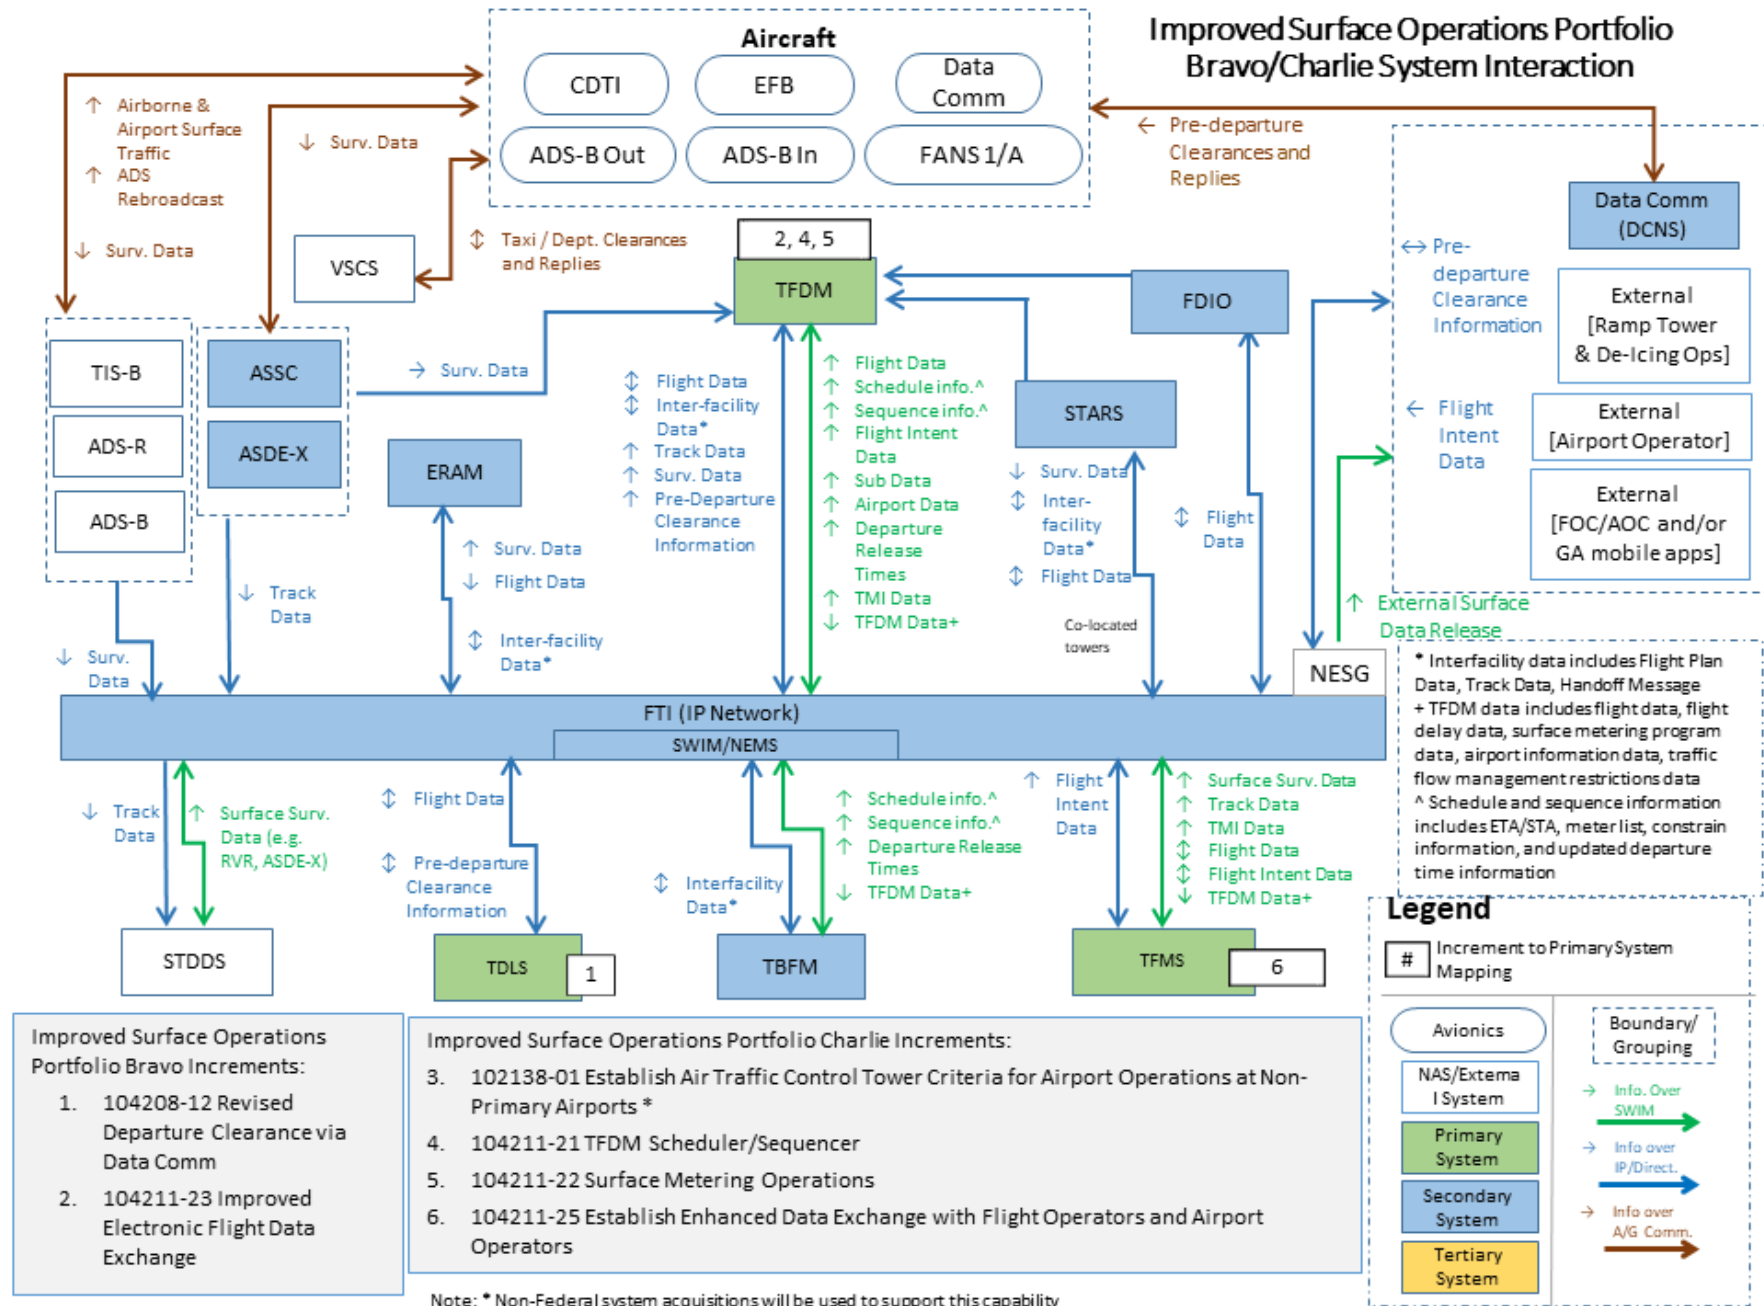 Improved Surface Operations Portfolio
Bravo/Charlie System Interaction
Aircraft
CDTI
EFB
Data
Comm
ADS-B Out
ADS-B In
FANS 1/A
↑ Airborne &
Airport Surface
Traffic
↑ ADS
Rebroadcast
↓ Surv. Data
↓ Surv. Data
VSCS
↕ Taxi / Dept. Clearances
and Replies
← Pre-departure
Clearances and
Replies
2, 4, 5
TFDM
FDIO
Data Comm
(DCNS)
↔ Pre-
departure
Clearance
Information
External
[Ramp Tower
& De-Icing Ops]
← Flight
Intent
Data
External
[Airport Operator]
External
[FOC/AOC and/or
GA mobile apps]
↑ External Surface
Data Release
TIS-B
ADS-R
ADS-B
ASSC
ASDE-X
→ Surv. Data
ERAM
↑ Surv. Data
↓ Flight Data
↕ Inter-facility
Data*
↓ Track
Data
↓ Surv.
Data
↕ Flight Data
↕ Inter-facility
Data*
↑ Track Data
↑ Surv. Data
↑ Pre-Departure
Clearance
Information
↑ Flight Data
↑ Schedule info.^
↑ Sequence info.^
↑ Flight Intent
Data
↑ Sub Data
↑ Airport Data
↑ Departure
Release
Times
↑ TMI Data
↓ TFDM Data+
STARS
↓ Surv. Data
↕ Inter-
facility
Data*
↕ Flight Data
Co-located
towers
↕ Flight
Data
NESG
FTI (IP Network)
SWIM/NEMS
* Interfacility data includes Flight Plan
Data, Track Data, Handoff Message
+ TFDM data includes flight data, flight
delay data, surface metering program
data, airport information data, traffic
flow management restrictions data
^ Schedule and sequence information
includes ETA/STA, meter list, constrain
information, and updated departure
time information
↓ Track
Data
↑ Surface Surv.
Data (e.g.
RVR, ASDE-X)
↕ Flight Data
↕ Pre-departure
Clearance
Information
↕ Interfacility
Data*
↑ Schedule info.^
↑ Sequence info.^
↑ Departure Release
Times
↓ TFDM Data+
↑ Flight
Intent
Data
↑ Surface Surv. Data
↑ Track Data
↑ TMI Data
↕ Flight Data
↕ Flight Intent Data
↓ TFDM Data+
STDDS
TDLS
1
TBFM
TFMS
6
Legend
# Increment to Primary System
Mapping
Avionics
NAS/Externa
l System
Primary
System
Secondary
System
Tertiary
System
Boundary/
Grouping
→ Info. Over
SWIM
→ Info over
IP/Direct.
→ Info over
A/G Comm.
Improved Surface Operations
Portfolio Bravo Increments:
1. 104208-12 Revised
Departure Clearance via
Data Comm
2. 104211-23 Improved
Electronic Flight Data
Exchange
Improved Surface Operations Portfolio Charlie Increments:
3. 102138-01 Establish Air Traffic Control Tower Criteria for Airport Operations at Non-
Primary Airports *
4. 104211-21 TFDM Scheduler/Sequencer
5. 104211-22 Surface Metering Operations
6. 104211-25 Establish Enhanced Data Exchange with Flight Operators and Airport
Operators
Note: * Non-Federal system acquisitions will be used to support this capability